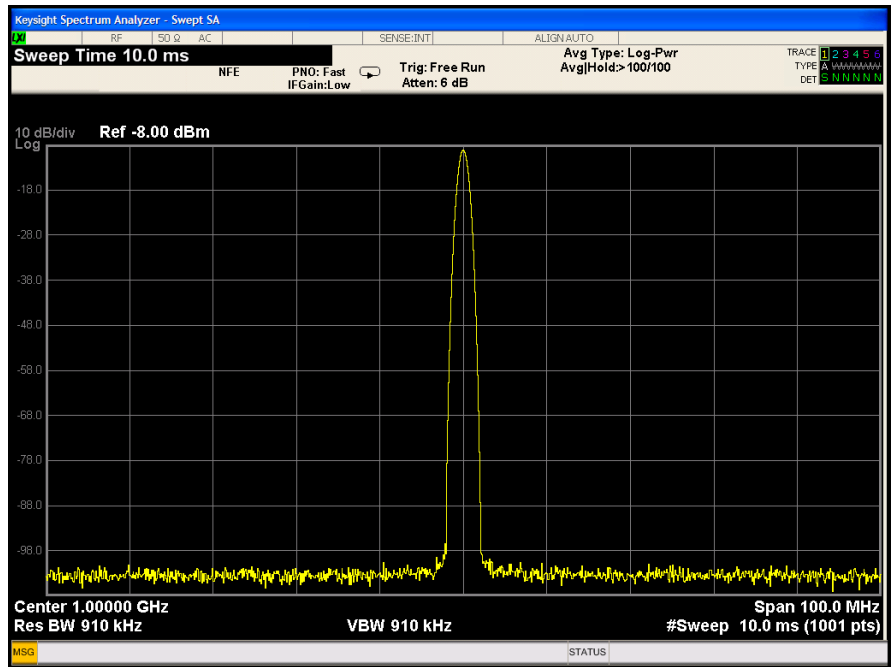 Keysight Spectrum Analyzer - Swept SA
LXI RF 50 Ω AC SENSE:INT ALIGN AUTO
Sweep Time 10.0 ms
NFE PNO: Fast IFGain:Low
Trig: Free Run
Atten: 6 dB
Avg Type: Log-Pwr
Avg|Hold:>100/100
TRACE 1 2 3 4 5 6
TYPE A WWWWW
DET S N N N N N
10 dB/div Ref -8.00 dBm
Log
-18.0
-28.0
-38.0
-48.0
-58.0
-68.0
-78.0
-88.0
-98.0
Center 1.00000 GHz Span 100.0 MHz
Res BW 910 kHz VBW 910 kHz #Sweep 10.0 ms (1001 pts)
MSG STATUS